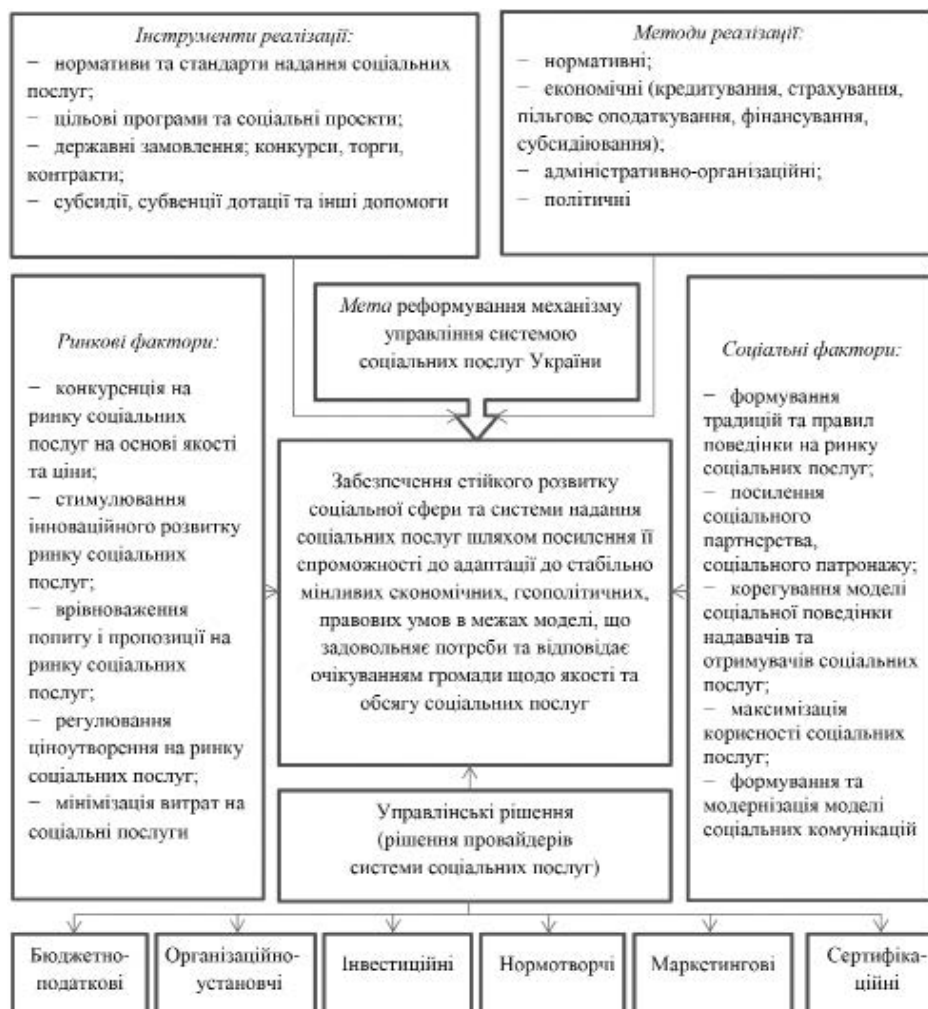 Інструменти реалізації:
– нормативи та стандарти надання соціальних
послуг;
– цільові програми та соціальні проєкти;
– державні замовлення; конкурси, торги,
контракти;
– субсидії, субвенції дотації та інші допомоги
Методи реалізації:
– нормативні;
– економічні (кредитування, страхування,
пільгове оподаткування, фінансування,
субсидіювання);
– адміністративно-організаційні;
– політичні
Мета реформування механізму
управління системою
соціальних послуг України
Ринкові фактори:
– конкуренція на
ринку соціальних
послуг на основі якості
та ціни;
– стимулювання
інноваційного розвитку
ринку соціальних
послуг;
– врівноваження
попиту і пропозиції на
ринку соціальних
послуг;
– регулювання
ціноутворення на ринку
соціальних послуг;
– мінімізація витрат на
соціальні послуги
Забезпечення стійкого розвитку
соціальної сфери та системи надання
соціальних послуг шляхом посилення її
спроможності до адаптації до стабільно
мінливих економічних, геополітичних,
правових умов в межах моделі, що
задовольняє потреби та відповідає
очікуванням громади щодо якості та
обсягу соціальних послуг
Соціальні фактори:
– формування
традицій та правил
поведінки на ринку
соціальних послуг;
– посилення
соціального
партнерства,
соціального патронажу;
– корегування моделі
соціальної поведінки
надавачів та
отримувачів соціальних
послуг;
– максимізація
корисності соціальних
послуг;
– формування та
модернізація моделі
соціальних комунікацій
Управлінські рішення
(рішення провайдерів
системи соціальних послуг)
Бюджетно-
податкові
Організаційно-
установчі
Інвестиційні
Нормотворчі
Маркетингові
Сертифіка-
ційні